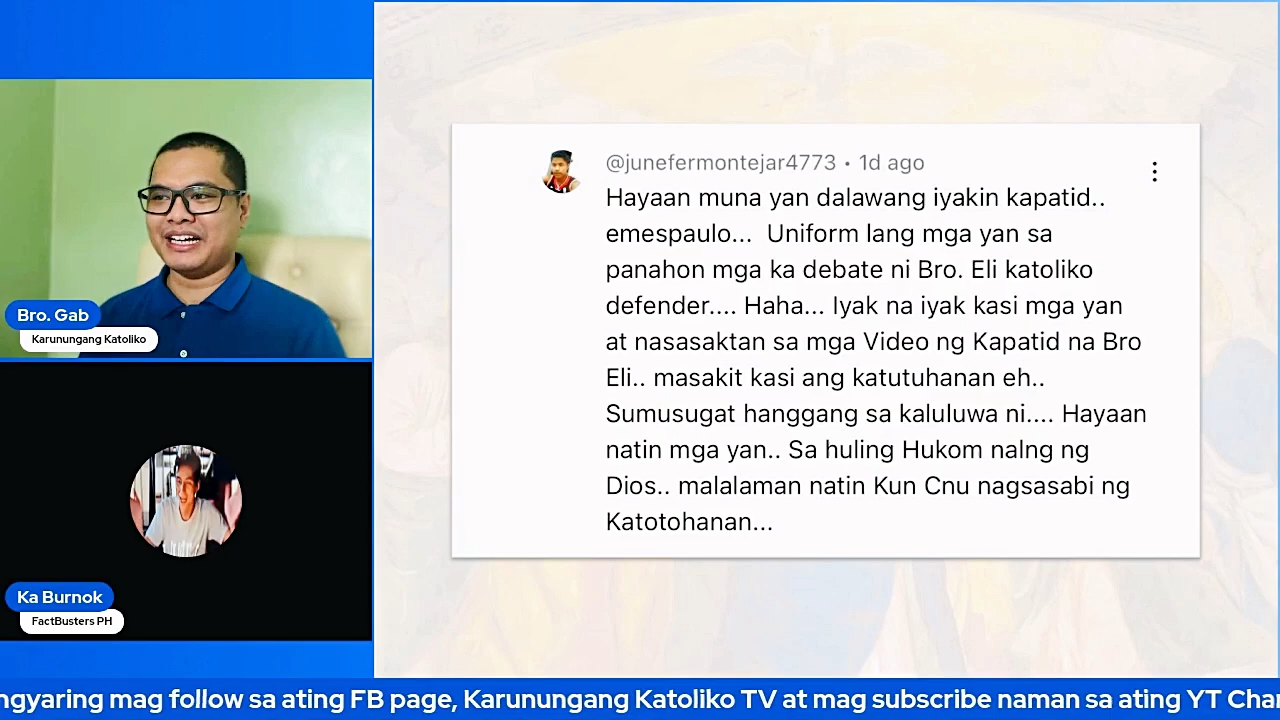 @junefermontejar4773 • 1d ago
Hayaan muna yan dalawang iyakin kapatid..
emespaulo... Uniform lang mga yan sa
panahon mga ka debate ni Bro. Eli katoliko
defender.... Haha... Iyak na iyak kasi mga yan
at nasasaktan sa mga Video ng Kapatid na Bro
Eli.. masakit kasi ang katutuhanan eh..
Sumusugat hanggang sa kaluluwa ni.... Hayaan
natin mga yan.. Sa huling Hukom nalng ng
Dios.. malalaman natin Kun Cnu nagsasabi ng
Katotohanan...
Bro. Gab
Karunungang Katoliko
Ka Burnok
FactBusters PH
ngyaring mag follow sa ating FB page, Karunungang Katoliko TV at mag subscribe naman sa ating YT Cha